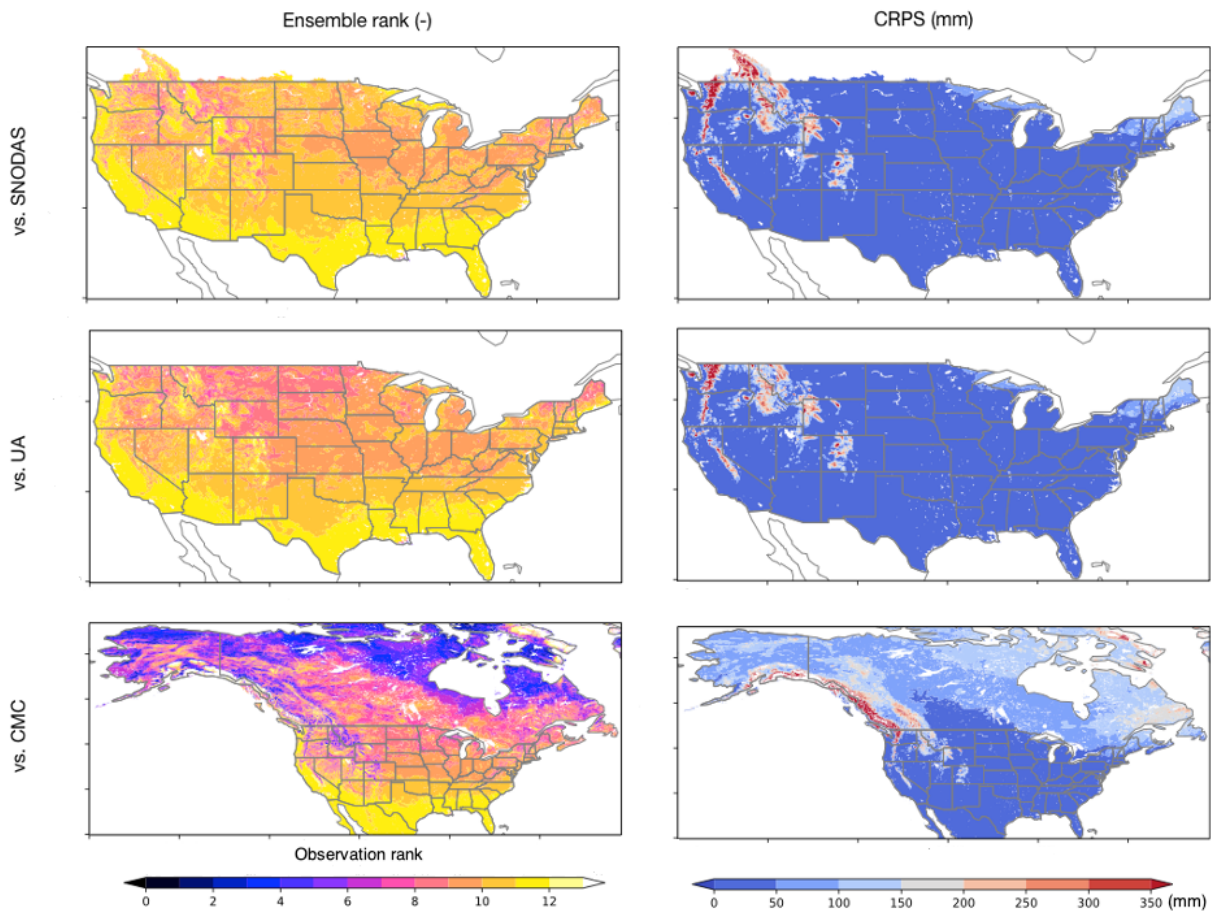 Ensemble rank (-)
CRPS (mm)
vs. SNODAS
vs. UA
vs. CMC
Observation rank
0 2 4 6 8 10 12
0 50 100 150 200 250 300 350 (mm)